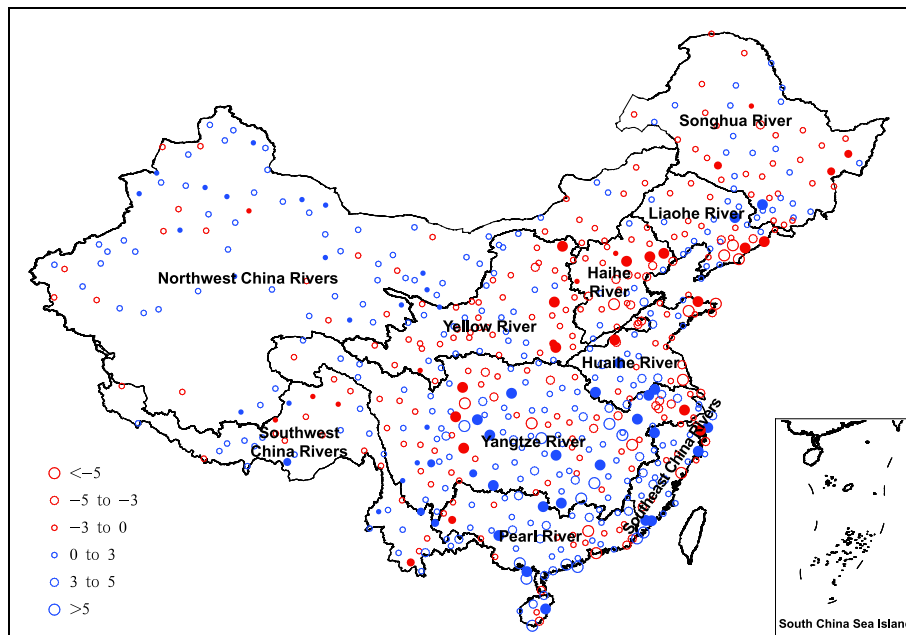 Songhua River
Liaohe River
Northwest China Rivers
Haihe
River
Yellow River
Huaihe River
Southwest
China Rivers
Yangtze River
Southeast China Rivers
Pearl River
<−5
−5 to −3
−3 to 0
0 to 3
3 to 5
>5
South China Sea Island